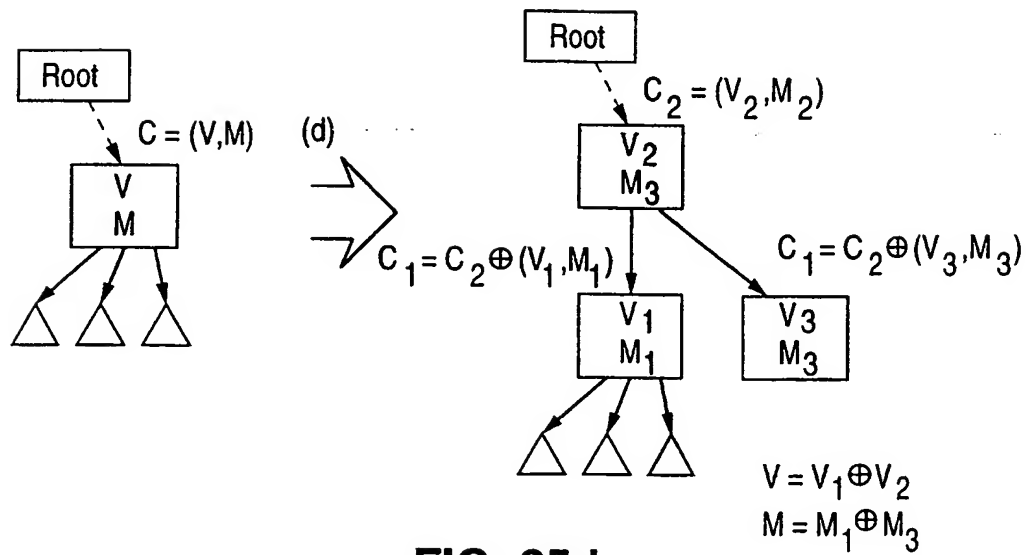 Root
C = (V,M)
V
M
(d)
Root
C₂ = (V₂,M₂)
V₂
M₃
C₁ = C₂ ⊕ (V₁,M₁)
C₁ = C₂ ⊕ (V₃,M₃)
V₁
M₁
V₃
M₃
V = V₁ ⊕ V₂
M = M₁ ⊕ M₃